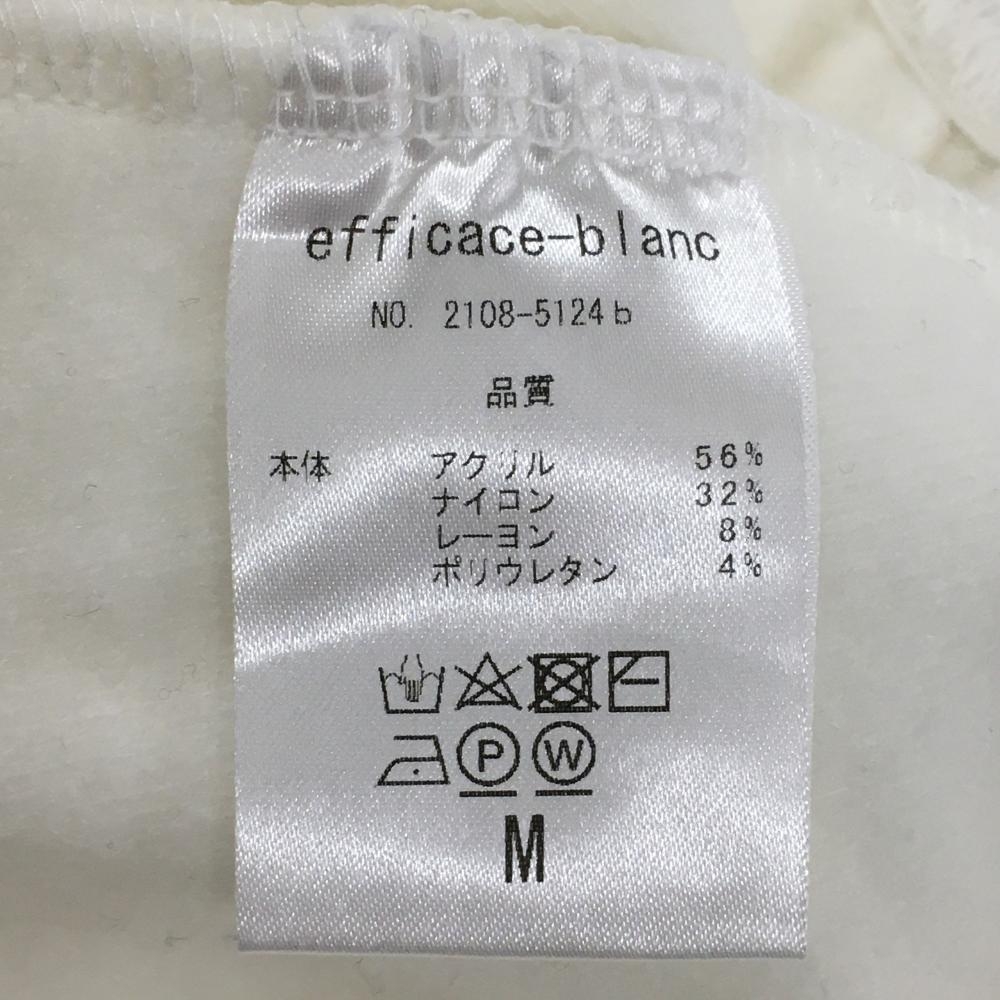 efficace-blanc
NO. 2108-5124b
品質
本体 アクリル 56%
ナイロン 32%
レーヨン 8%
ポリウレタン 4%
P W
M